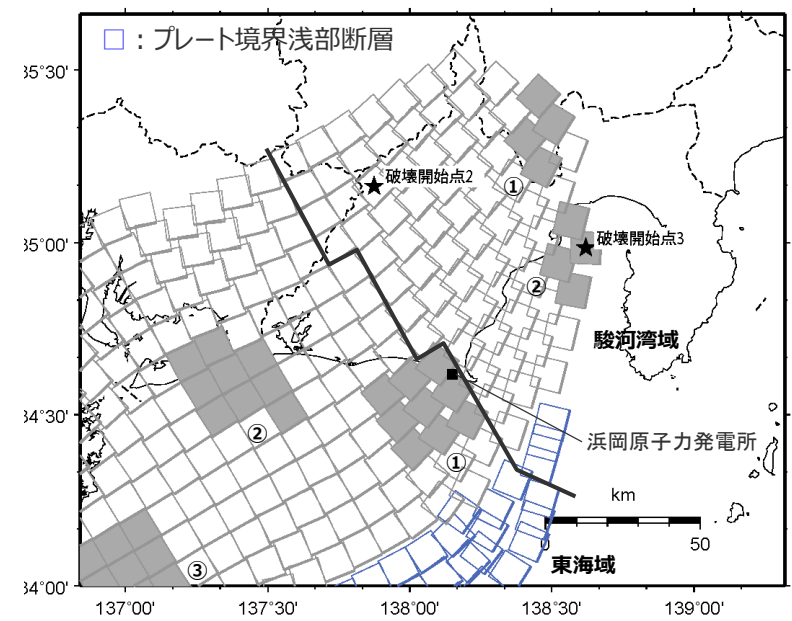 □：プレート境界浅部断層
35°30'
破壊開始点2
①
35°00'
破壊開始点3
②
駿河湾域
34°30'
②
浜岡原子力発電所
①
km
0
50
③
東海域
34°00'
137°00'
137°30'
138°00'
138°30'
139°00'